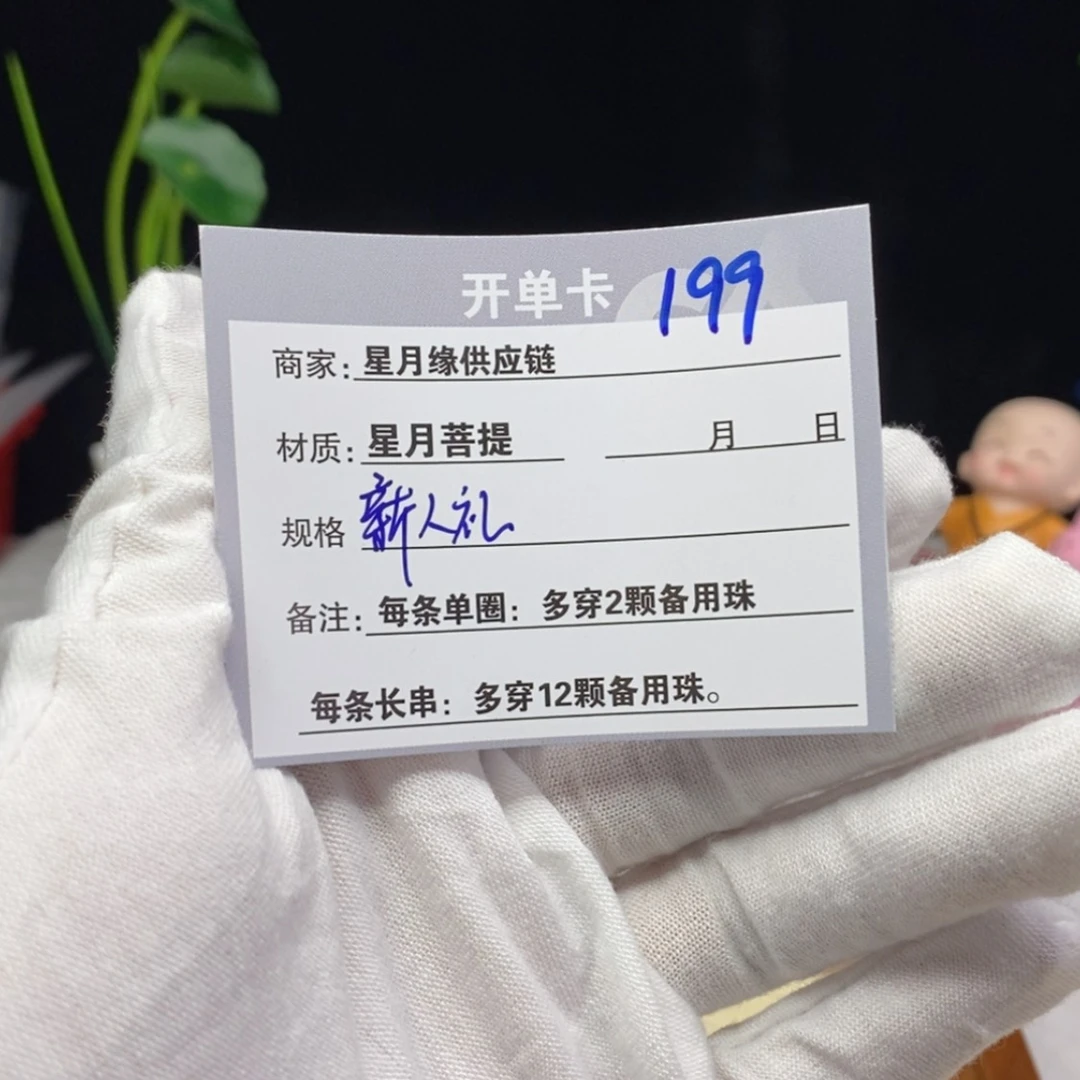 开单卡 199
商家: 星月缘供应链
材质: 星月菩提 月 日
规格 新人礼
备注: 每条单圈: 多穿2颗备用珠
每条长串: 多穿12颗备用珠。